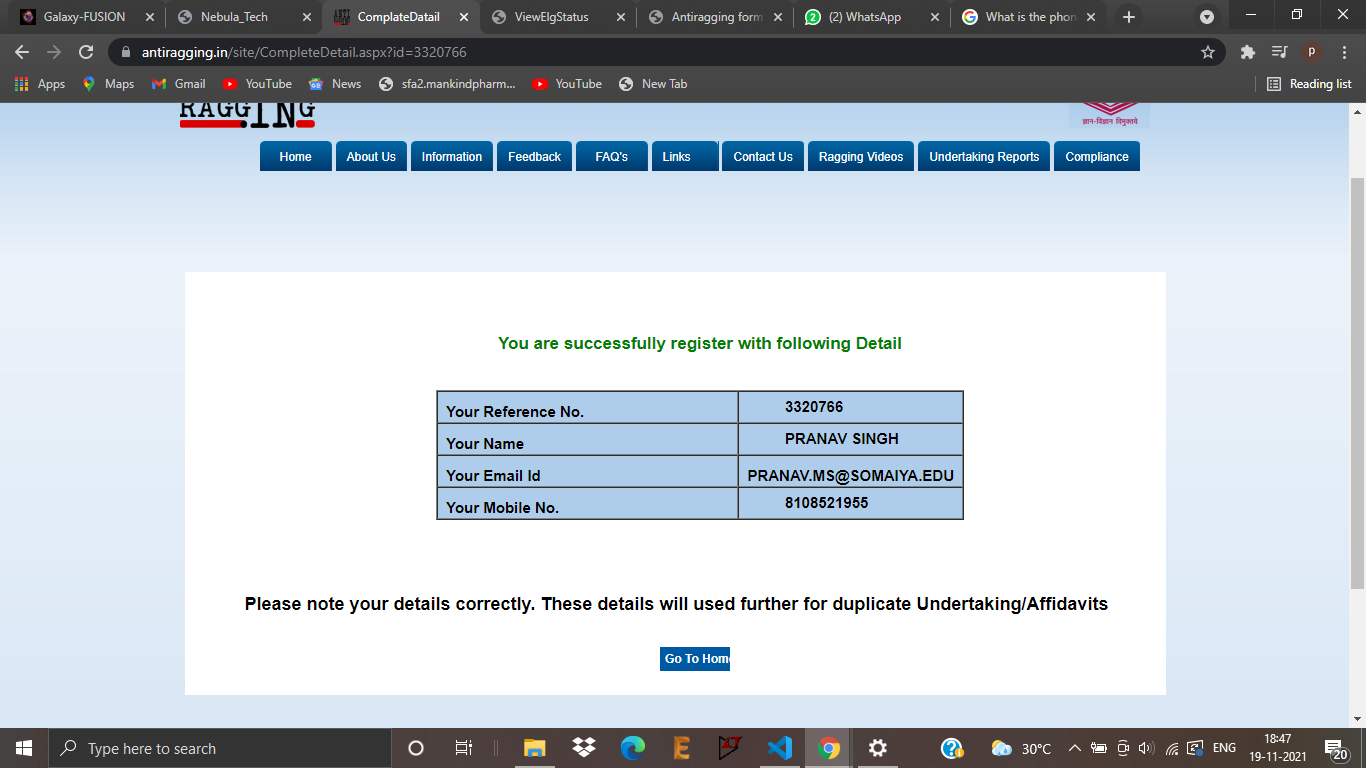 Galaxy-FUSION
Nebula_Tech
ComplateDatail
ViewElgStatus
Antiragging form
(2) WhatsApp
What is the phon
antiragging.in/site/CompleteDetail.aspx?id=3320766
P
Apps
Maps
Gmail
YouTube
News
sfa2.mankindpharm...
YouTube
New Tab
Reading list
RAGGING
ज्ञान-विज्ञान विमुक्तये
Home
About Us
Information
Feedback
FAQ's
Links
Contact Us
Ragging Videos
Undertaking Reports
Compliance
You are successfully register with following Detail
Your Reference No. 3320766
Your Name PRANAV SINGH
Your Email Id PRANAV.MS@SOMAIYA.EDU
Your Mobile No. 8108521955
Please note your details correctly. These details will used further for duplicate Undertaking/Affidavits
Go To Hom
Type here to search
30°C
ENG
18:47
19-11-2021
20